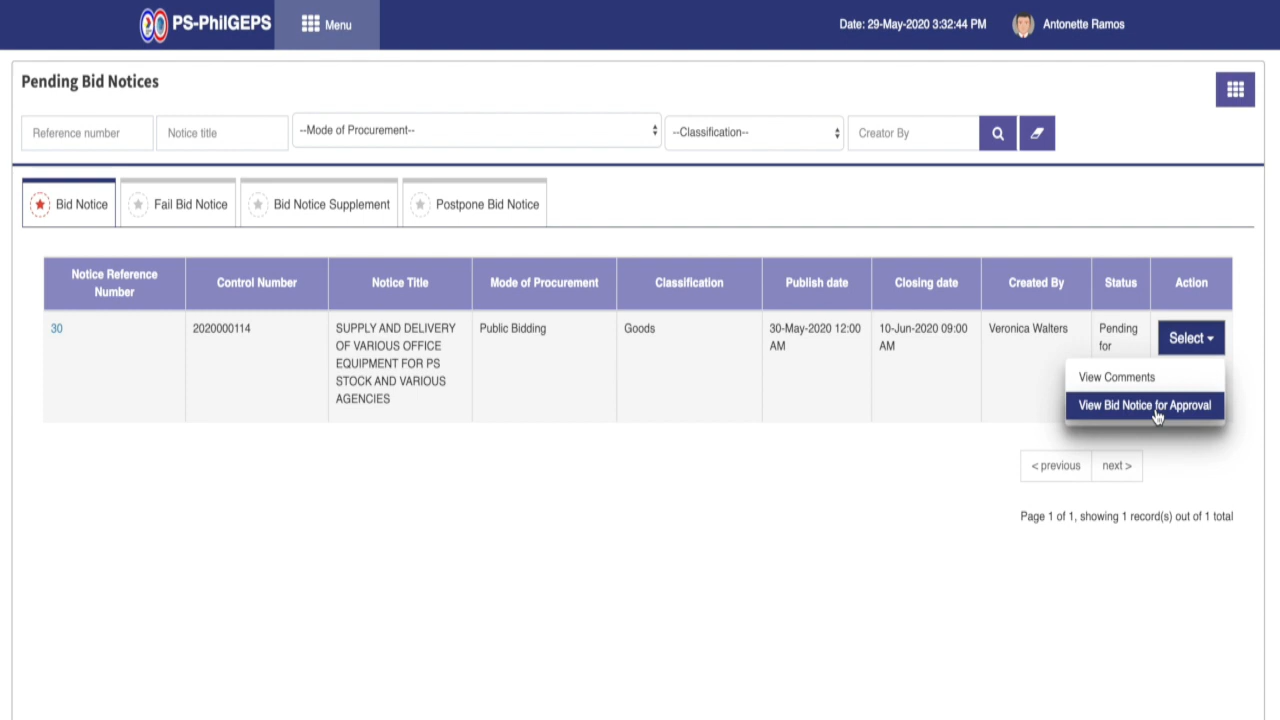 PS-PhilGEPS
Menu
Date: 29-May-2020 3:32:44 PM
Antonette Ramos
Pending Bid Notices
Reference number
Notice title
--Mode of Procurement--
--Classification--
Creator By
Bid Notice
Fail Bid Notice
Bid Notice Supplement
Postpone Bid Notice
Notice Reference
Number
Control Number
Notice Title
Mode of Procurement
Classification
Publish date
Closing date
Created By
Status
Action
30
2020000114
SUPPLY AND DELIVERY
OF VARIOUS OFFICE
EQUIPMENT FOR PS
STOCK AND VARIOUS
AGENCIES
Public Bidding
Goods
30-May-2020 12:00
AM
10-Jun-2020 09:00
AM
Veronica Walters
Pending
for
Select
View Comments
View Bid Notice for Approval
< previous
next >
Page 1 of 1, showing 1 record(s) out of 1 total